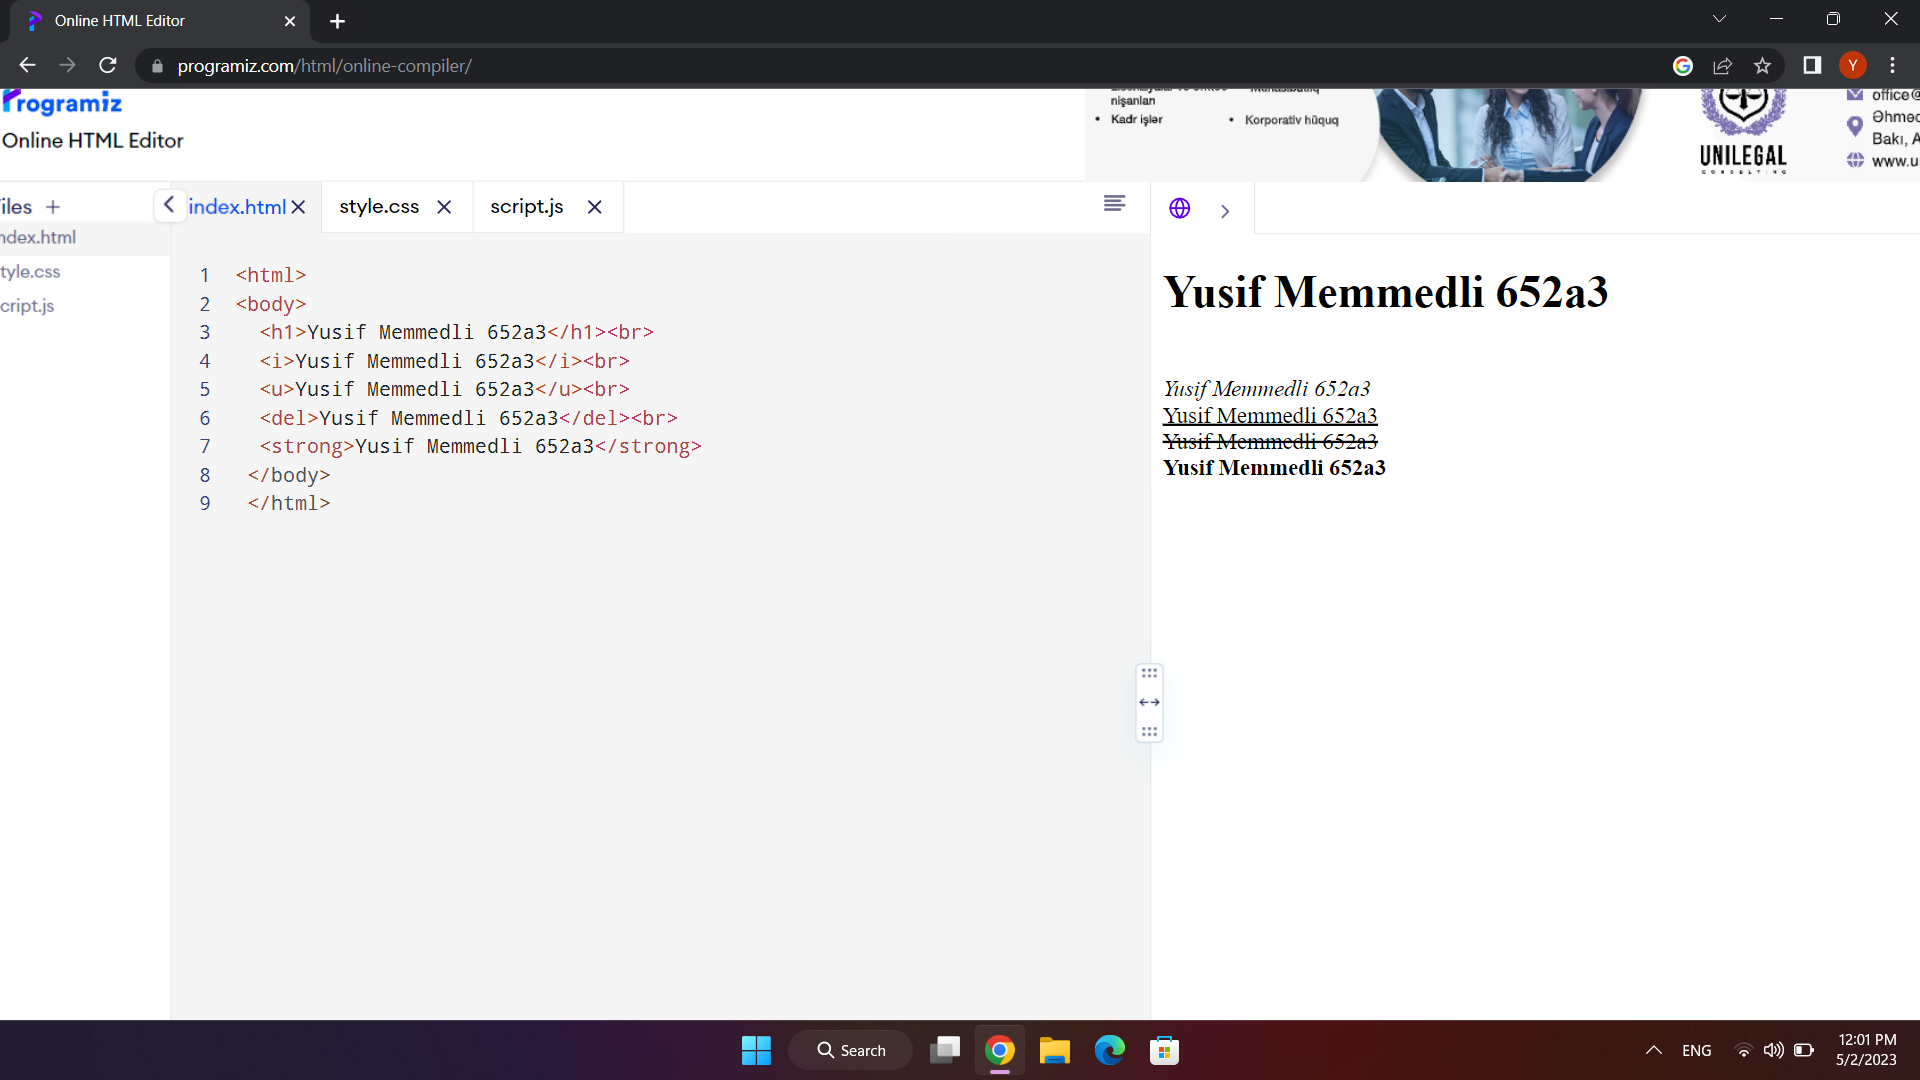 Online HTML Editor
programiz.com/html/online-compiler/
Y
Programiz
Online HTML Editor
nişanları
• Kadr işlər
• Korporativ hüquq
UNILEGAL
CONSULTING
office@
Əhməd
Bakı, A
www.u
iles +
index.html
style.css
script.js
ndex.html
tyle.css
cript.js
1 <html>
2 <body>
3 <h1>Yusif Memmedli 652a3</h1><br>
4 <i>Yusif Memmedli 652a3</i><br>
5 <u>Yusif Memmedli 652a3</u><br>
6 <del>Yusif Memmedli 652a3</del><br>
7 <strong>Yusif Memmedli 652a3</strong>
8 </body>
9 </html>
Yusif Memmedli 652a3
Yusif Memmedli 652a3
Yusif Memmedli 652a3
Yusif Memmedli 652a3
Yusif Memmedli 652a3
Search
ENG
12:01 PM
5/2/2023